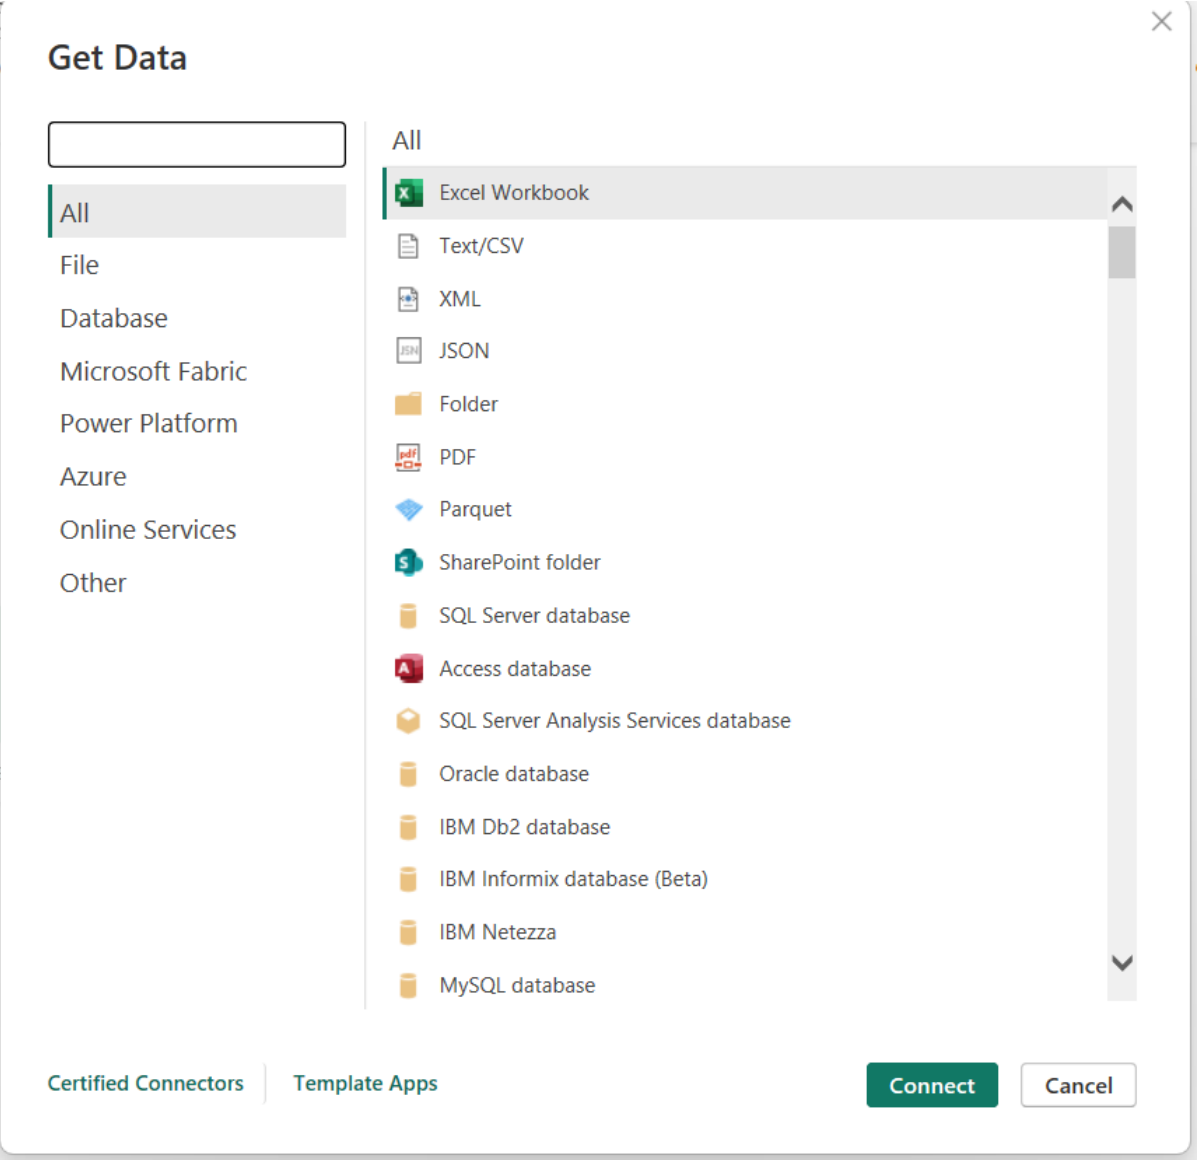 Get Data
All
File
Database
Microsoft Fabric
Power Platform
Azure
Online Services
Other
All
Excel Workbook
Text/CSV
XML
JSN
JSON
Folder
pdf
PDF
Parquet
SharePoint folder
SQL Server database
Access database
SQL Server Analysis Services database
Oracle database
IBM Db2 database
IBM Informix database (Beta)
IBM Netezza
MySQL database
Certified Connectors
Template Apps
Connect
Cancel